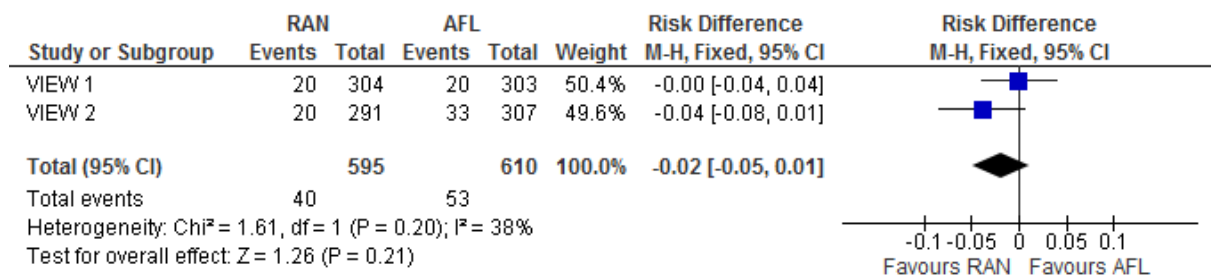 RAN AFL Risk Difference Risk Difference
Study or Subgroup Events Total Events Total Weight M-H, Fixed, 95% CI M-H, Fixed, 95% CI
VIEW 1 20 304 20 303 50.4% -0.00 [-0.04, 0.04]
VIEW 2 20 291 33 307 49.6% -0.04 [-0.08, 0.01]
Total (95% CI) 595 610 100.0% -0.02 [-0.05, 0.01]
Total events 40 53
Heterogeneity: Chi² = 1.61, df = 1 (P = 0.20); I² = 38%
Test for overall effect: Z = 1.26 (P = 0.21)
-0.1 -0.05 0 0.05 0.1
Favours RAN Favours AFL